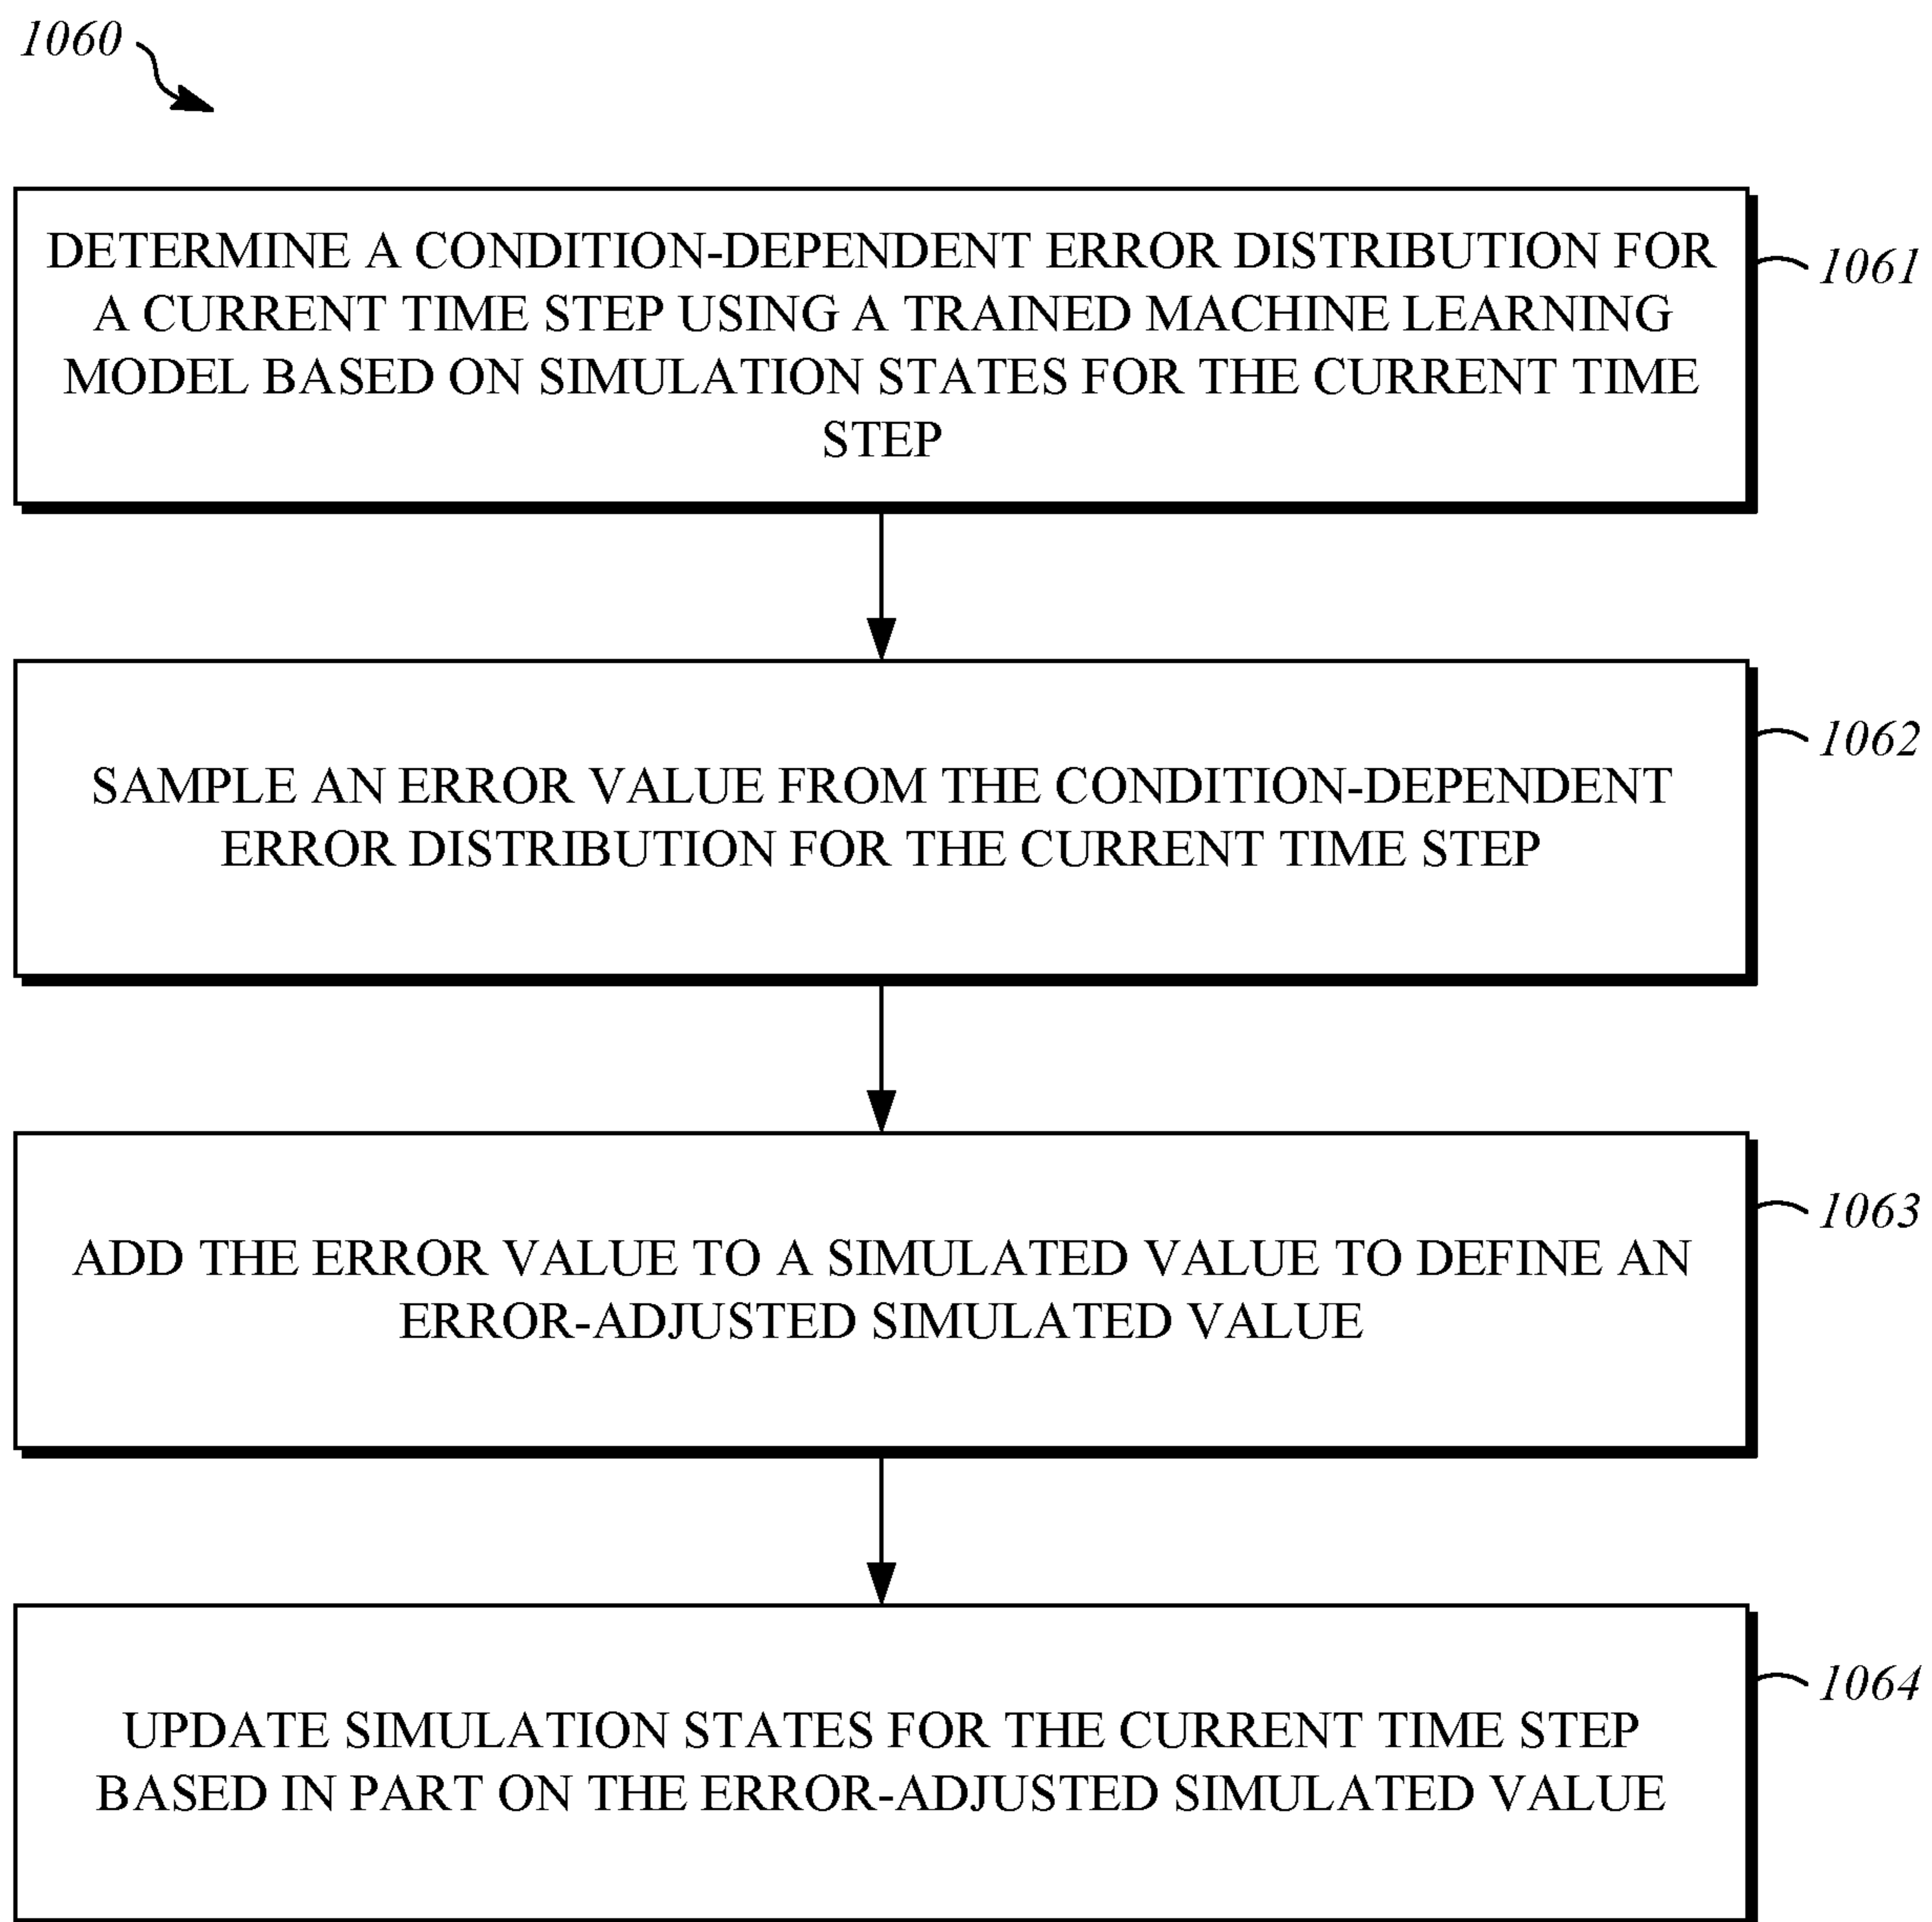 1060
DETERMINE A CONDITION-DEPENDENT ERROR DISTRIBUTION FOR
A CURRENT TIME STEP USING A TRAINED MACHINE LEARNING
MODEL BASED ON SIMULATION STATES FOR THE CURRENT TIME
STEP
1061
SAMPLE AN ERROR VALUE FROM THE CONDITION-DEPENDENT
ERROR DISTRIBUTION FOR THE CURRENT TIME STEP
1062
ADD THE ERROR VALUE TO A SIMULATED VALUE TO DEFINE AN
ERROR-ADJUSTED SIMULATED VALUE
1063
UPDATE SIMULATION STATES FOR THE CURRENT TIME STEP
BASED IN PART ON THE ERROR-ADJUSTED SIMULATED VALUE
1064